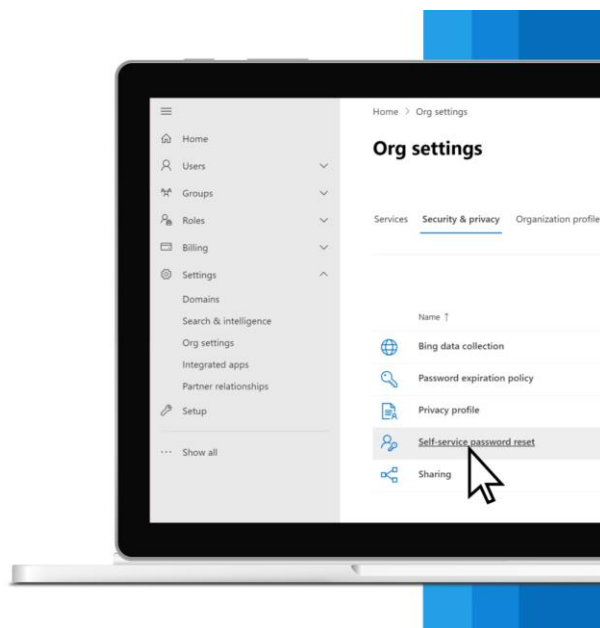 Home > Org settings
Home
Org settings
Users
Groups
Roles
Services Security & privacy Organization profile
Billing
Settings
Domains
Name ↑
Search & intelligence
Org settings
Bing data collection
Integrated apps
Password expiration policy
Partner relationships
Setup
Privacy profile
Self-service password reset
Show all
Sharing